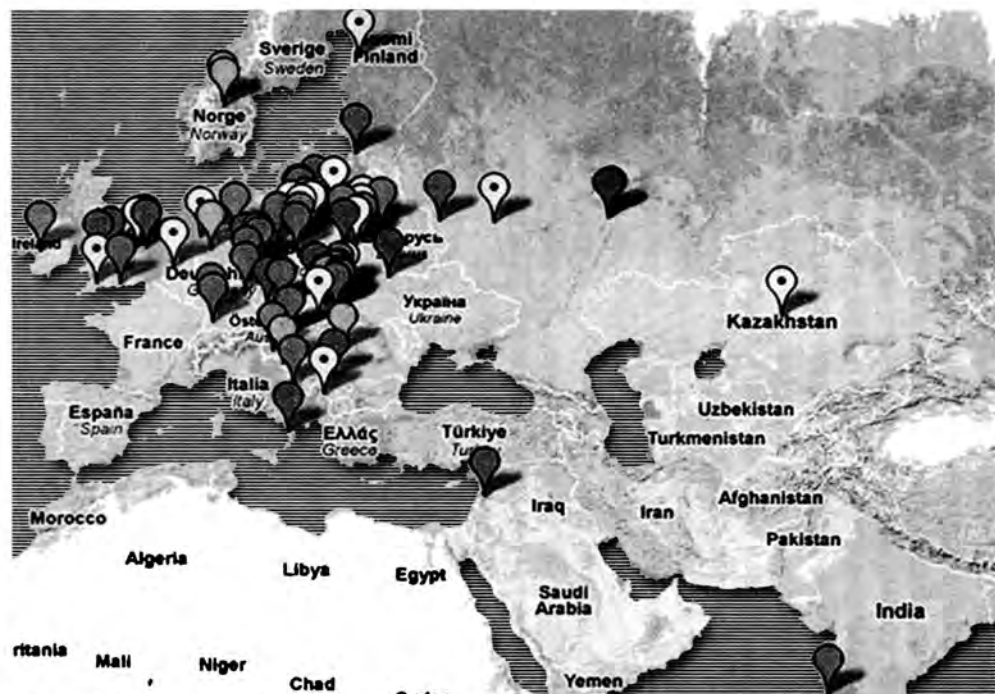 Sverige
Sweden
Finland
Norge
Norway
Ireland
Україна
Ukraine
Kazakhstan
France
Italia
Italy
España
Spain
Uzbekistan
Türkiye
Turkmenistan
Ελλάς
Greece
Iraq
Iran
Afghanistan
Pakistan
Morocco
Algeria
Libya
Egypt
Saudi
Arabia
India
ritania
Mali
Niger
Chad
Yemen